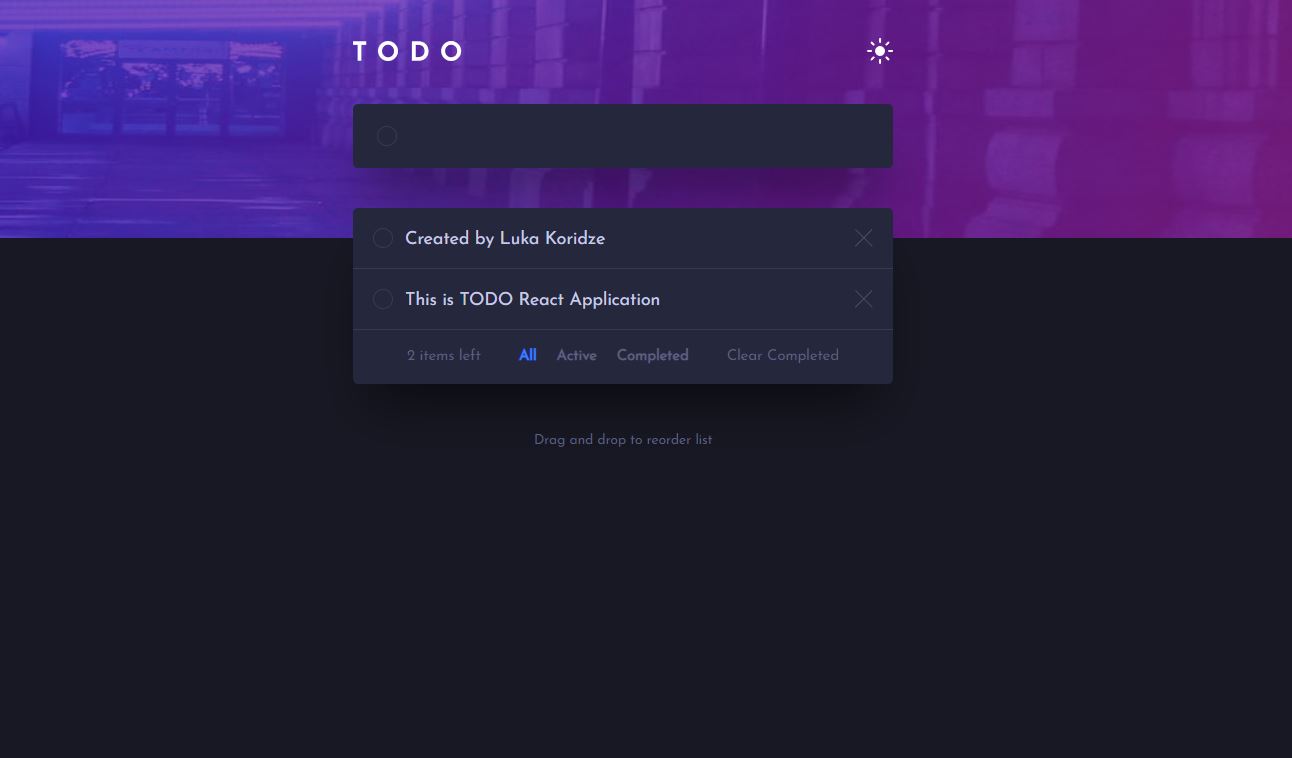 TODO
Created by Luka Koridze
This is TODO React Application
2 items left All Active Completed Clear Completed
Drag and drop to reorder list